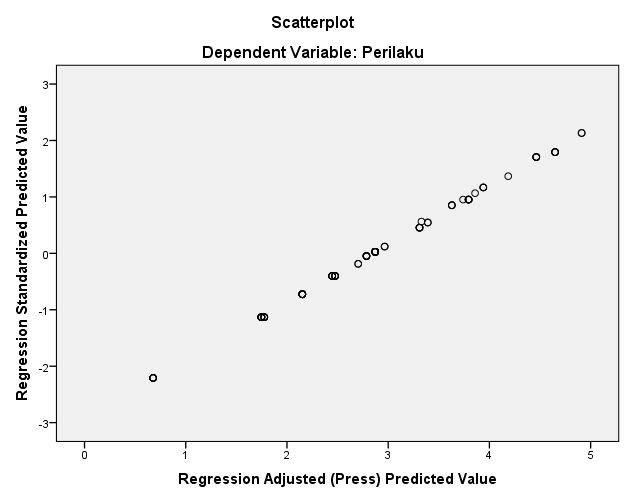 Scatterplot
Dependent Variable: Perilaku
Regression Standardized Predicted Value
3
2
1
0
-1
-2
-3
0 1 2 3 4 5
Regression Adjusted (Press) Predicted Value